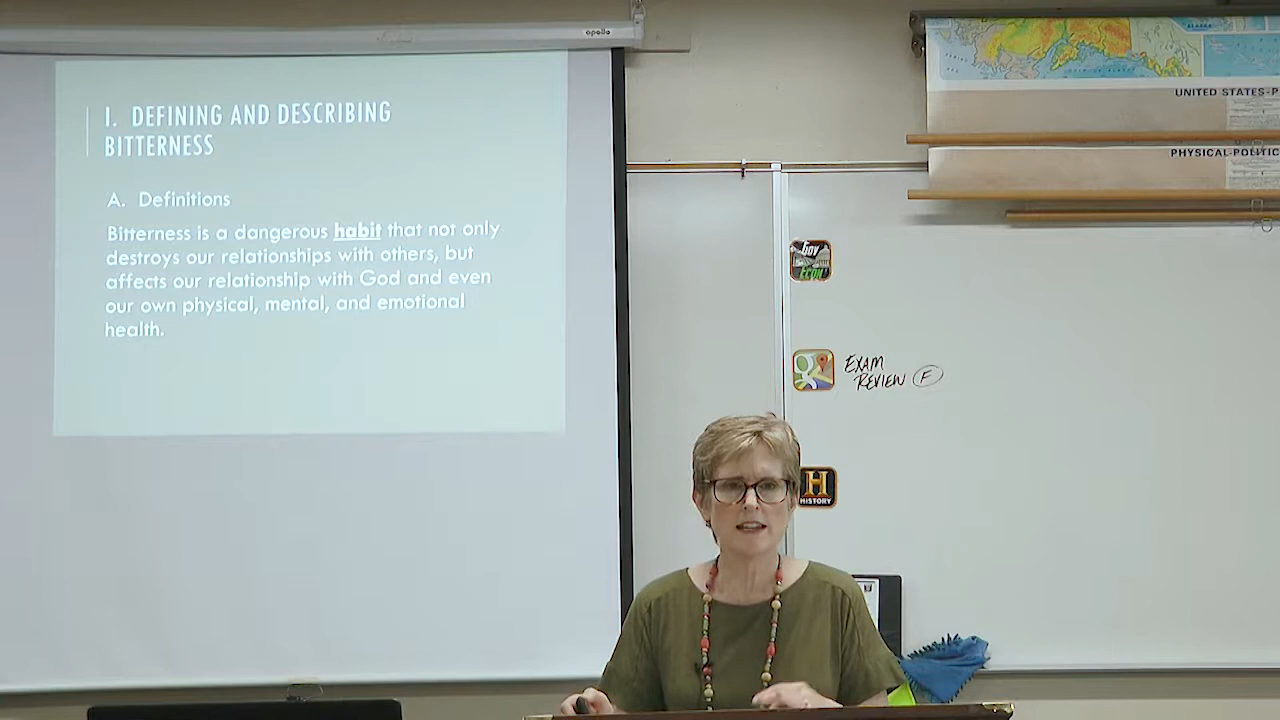 apollo
I. DEFINING AND DESCRIBING
BITTERNESS
A. Definitions
Bitterness is a dangerous habit that not only
destroys our relationships with others, but
affects our relationship with God and even
our own physical, mental, and emotional
health.
UNITED STATES-P
PHYSICAL-POLITIC
GOV
ECON
EXAM
REVIEW F
H
HISTORY